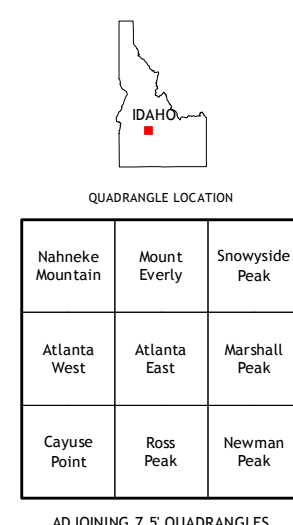 IDAHO
QUADRANGLE LOCATION
Nahneke Mount Snowyside
Mountain Everly Peak
Atlanta Atlanta Marshall
West East Peak
Cayuse Ross Newman
Point Peak Peak
ADJOINING 7.5' QUADRANGLES